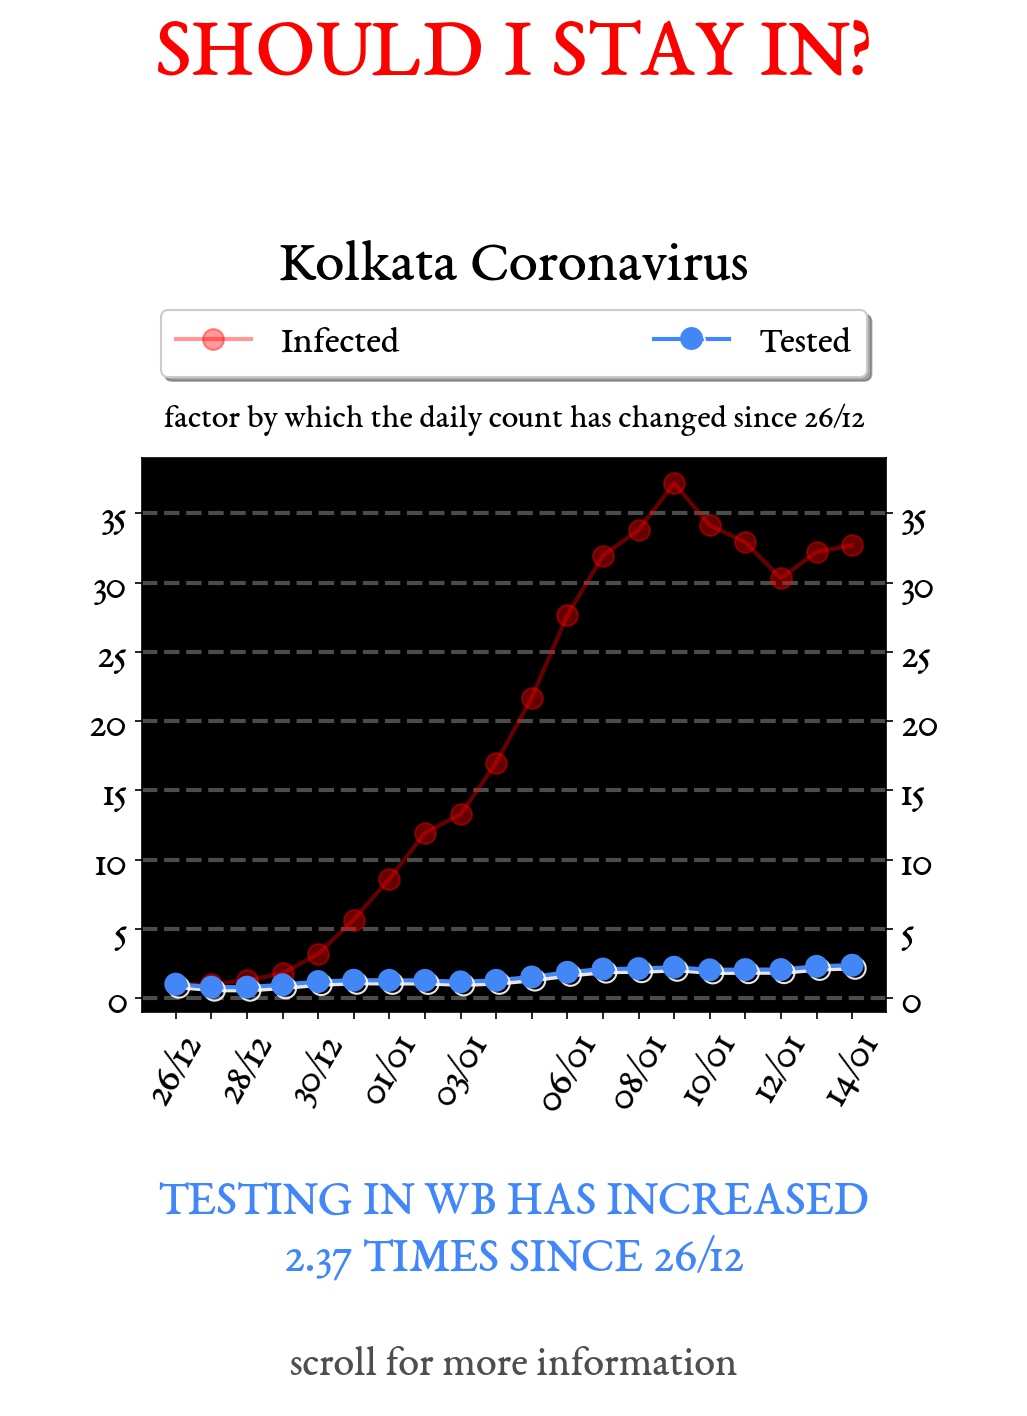 SHOULD I STAY IN?
Kolkata Coronavirus
Infected Tested
factor by which the daily count has changed since 26/12
35 35
30 30
25 25
20 20
15 15
10 10
5 5
0 0
26/12 28/12 30/12 01/01 03/01 06/01 08/01 10/01 12/01 14/01
TESTING IN WB HAS INCREASED
2.37 TIMES SINCE 26/12
scroll for more information